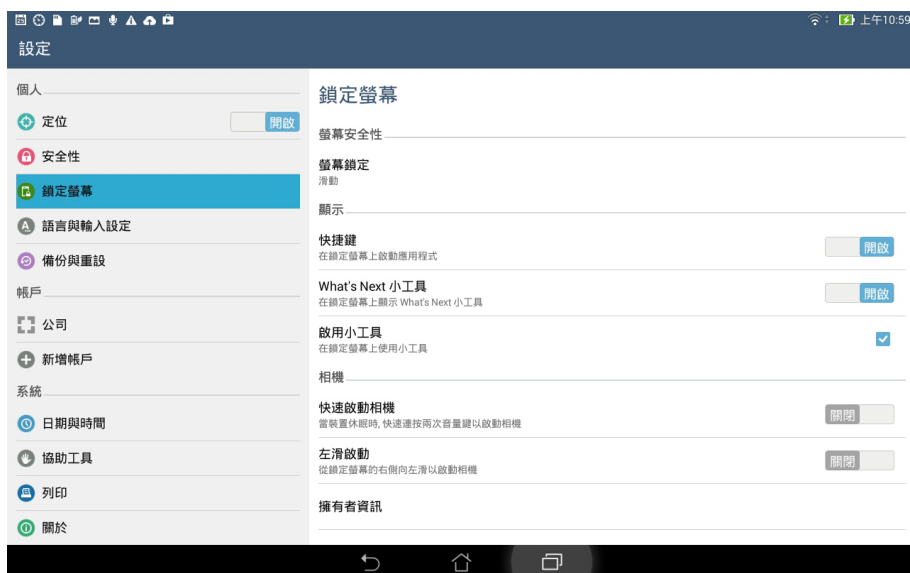 上午10:59
設定
個人
定位
開啟
安全性
鎖定螢幕
語言與輸入設定
備份與重設
帳戶
公司
新增帳戶
系統
日期與時間
協助工具
列印
關於
鎖定螢幕
螢幕安全性
螢幕鎖定
滑動
顯示
快捷鍵
在鎖定螢幕上啟動應用程式
開啟
What's Next 小工具
在鎖定螢幕上顯示 What's Next 小工具
開啟
啟用小工具
在鎖定螢幕上使用小工具
相機
快速啟動相機
當裝置休眠時, 快速連按兩次音量鍵以啟動相機
關閉
左滑啟動
從鎖定螢幕的右側向左滑以啟動相機
關閉
擁有者資訊